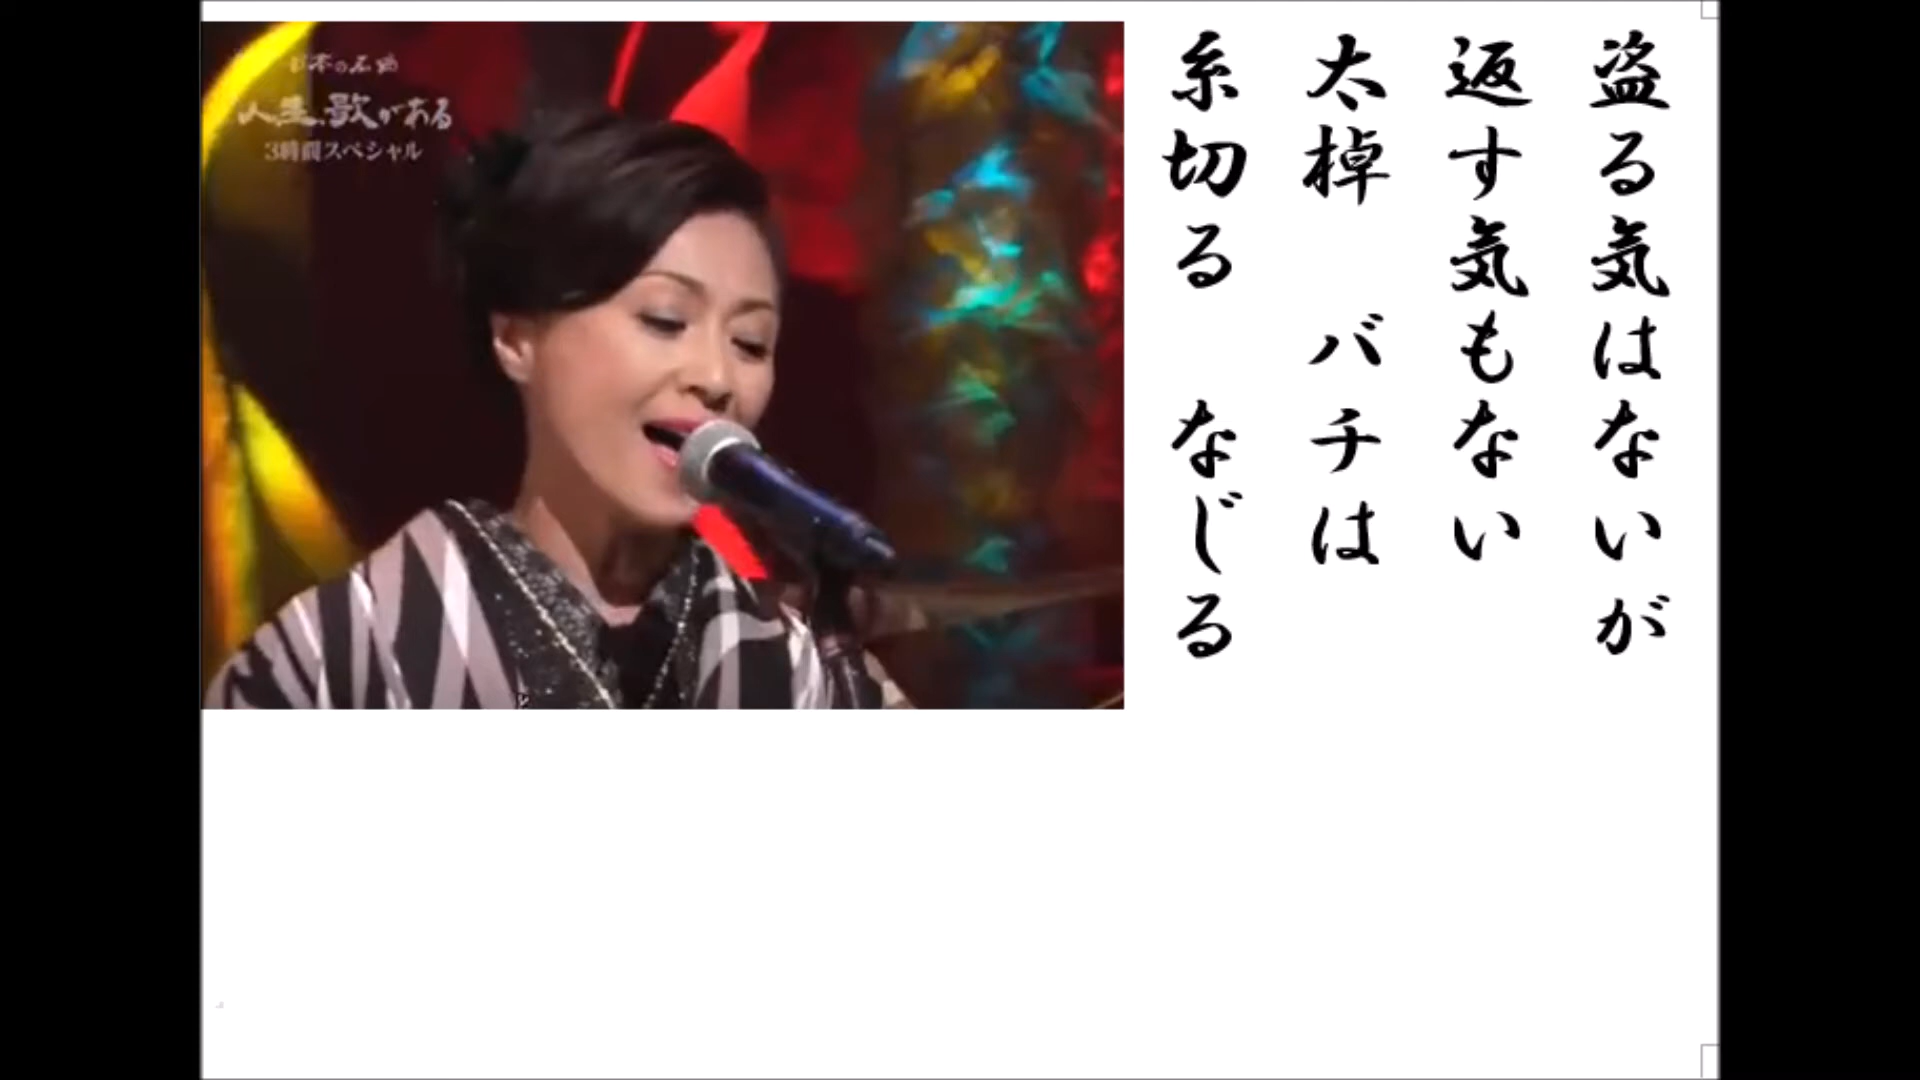 盗る気はないが
返す気もない
太棹　バチは
糸切る　なじる
日本の名曲
人生、歌がある
3時間スペシャル